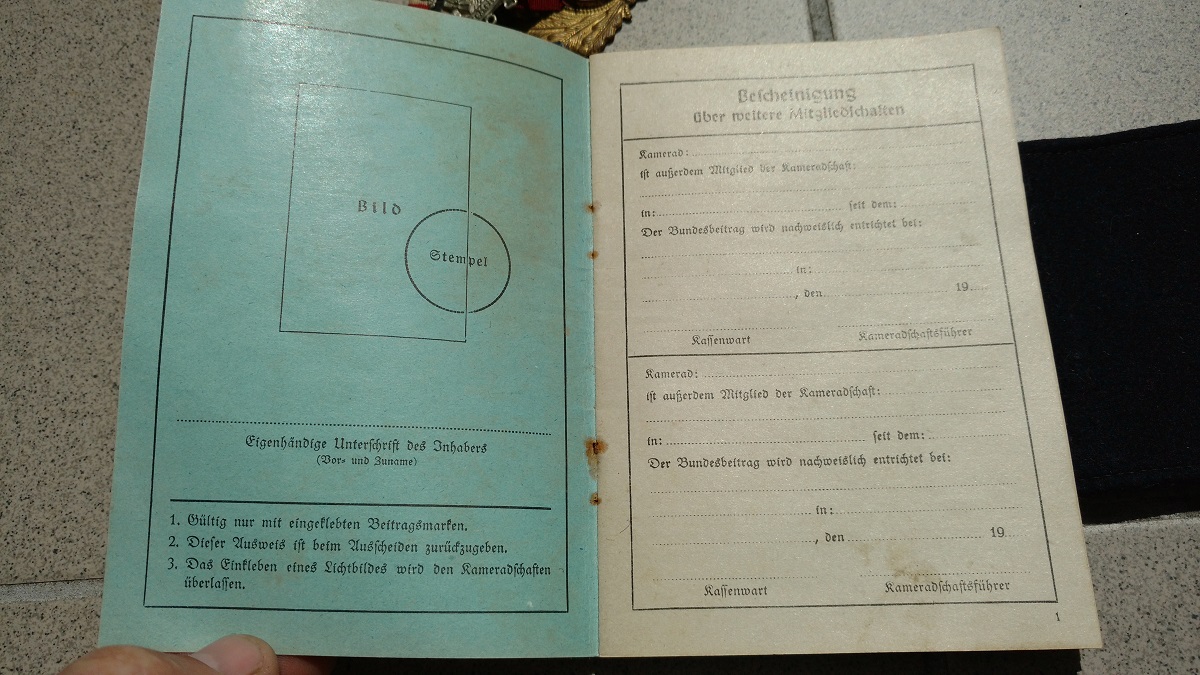 Bild
Stempel
Eigenhändige Unterschrift des Inhabers
(Vor- und Zuname)
1. Gültig nur mit eingeklebten Beitragsmarken.
2. Dieser Ausweis ist beim Ausscheiden zurückzugeben.
3. Das Einkleben eines Lichtbildes wird den Kameradschaften
überlassen.
Bescheinigung
über weitere Mitgliedschaften
Kamerad:
ist außerdem Mitglied der Kameradschaft:
in: seit dem:
Der Bundesbeitrag wird nachweislich entrichtet bei:
in:
, den 19
Kassenwart Kameradschaftsführer
Kamerad:
ist außerdem Mitglied der Kameradschaft:
in: seit dem:
Der Bundesbeitrag wird nachweislich entrichtet bei:
in:
, den 19
Kassenwart Kameradschaftsführer
1